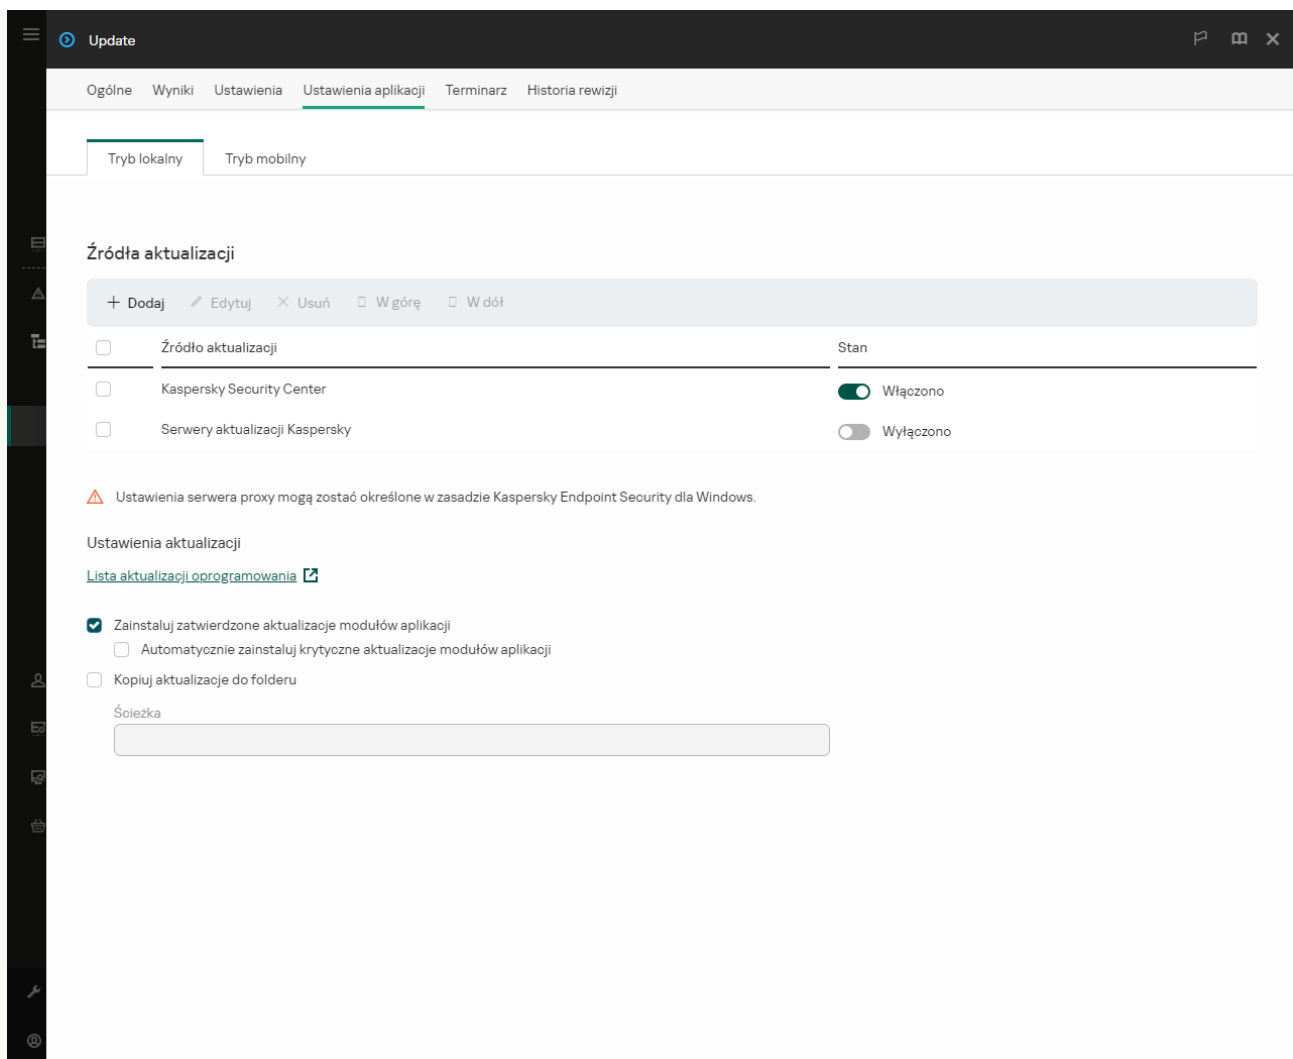 Update
Ogólne Wyniki Ustawienia Ustawienia aplikacji Terminarz Historia rewizji
Tryb lokalny Tryb mobilny
Źródła aktualizacji
Dodaj Edytuj Usuń W górę W dół
Źródło aktualizacji Stan
Kaspersky Security Center Włączono
Serwery aktualizacji Kaspersky Wyłączono
Ustawienia serwera proxy mogą zostać określone w zasadzie Kaspersky Endpoint Security dla Windows.
Ustawienia aktualizacji
Lista aktualizacji oprogramowania
Zainstaluj zatwierdzone aktualizacje modułów aplikacji
Automatycznie zainstaluj krytyczne aktualizacje modułów aplikacji
Kopiuj aktualizacje do folderu
Ścieżka